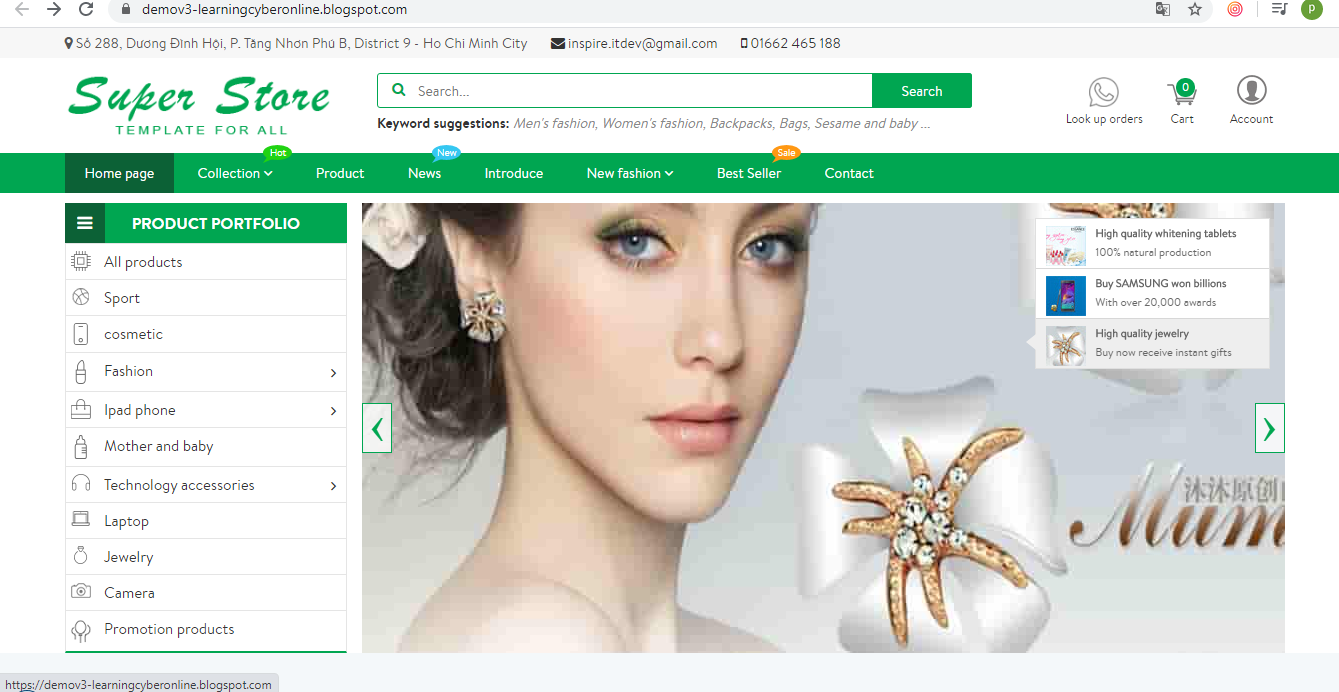 demov3-learningcyberonline.blogspot.com
p
Số 288, Dương Đình Hội, P. Tăng Nhơn Phú B, District 9 - Ho Chi Minh City inspire.itdev@gmail.com 01662 465 188
Super Store
TEMPLATE FOR ALL
Search...
Search
Keyword suggestions: Men's fashion, Women's fashion, Backpacks, Bags, Sesame and baby ...
0
Look up orders Cart Account
Hot New Sale
Home page Collection Product News Introduce New fashion Best Seller Contact
PRODUCT PORTFOLIO
All products
Sport
cosmetic
Fashion
Ipad phone
Mother and baby
Technology accessories
Laptop
Jewelry
Camera
Promotion products
High quality whitening tablets
100% natural production
Buy SAMSUNG won billions
With over 20,000 awards
High quality jewelry
Buy now receive instant gifts
沐沐原创
Mum
https://demov3-learningcyberonline.blogspot.com